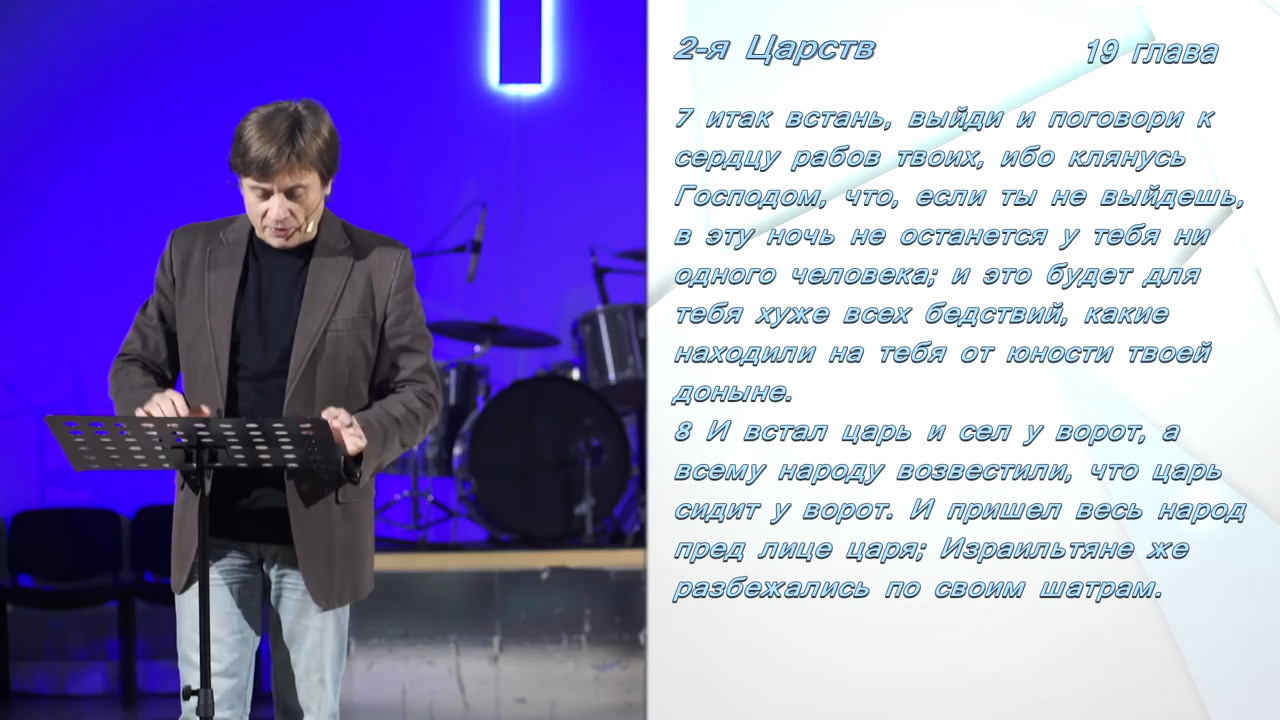 2-я Царств 19 глава
7 итак встань, выйди и поговори к
сердцу рабов твоих, ибо клянусь
Господом, что, если ты не выйдешь,
в эту ночь не останется у тебя ни
одного человека; и это будет для
тебя хуже всех бедствий, какие
находили на тебя от юности твоей
доныне.
8 И встал царь и сел у ворот, а
всему народу возвестили, что царь
сидит у ворот. И пришел весь народ
пред лице царя; Израильтяне же
разбежались по своим шатрам.